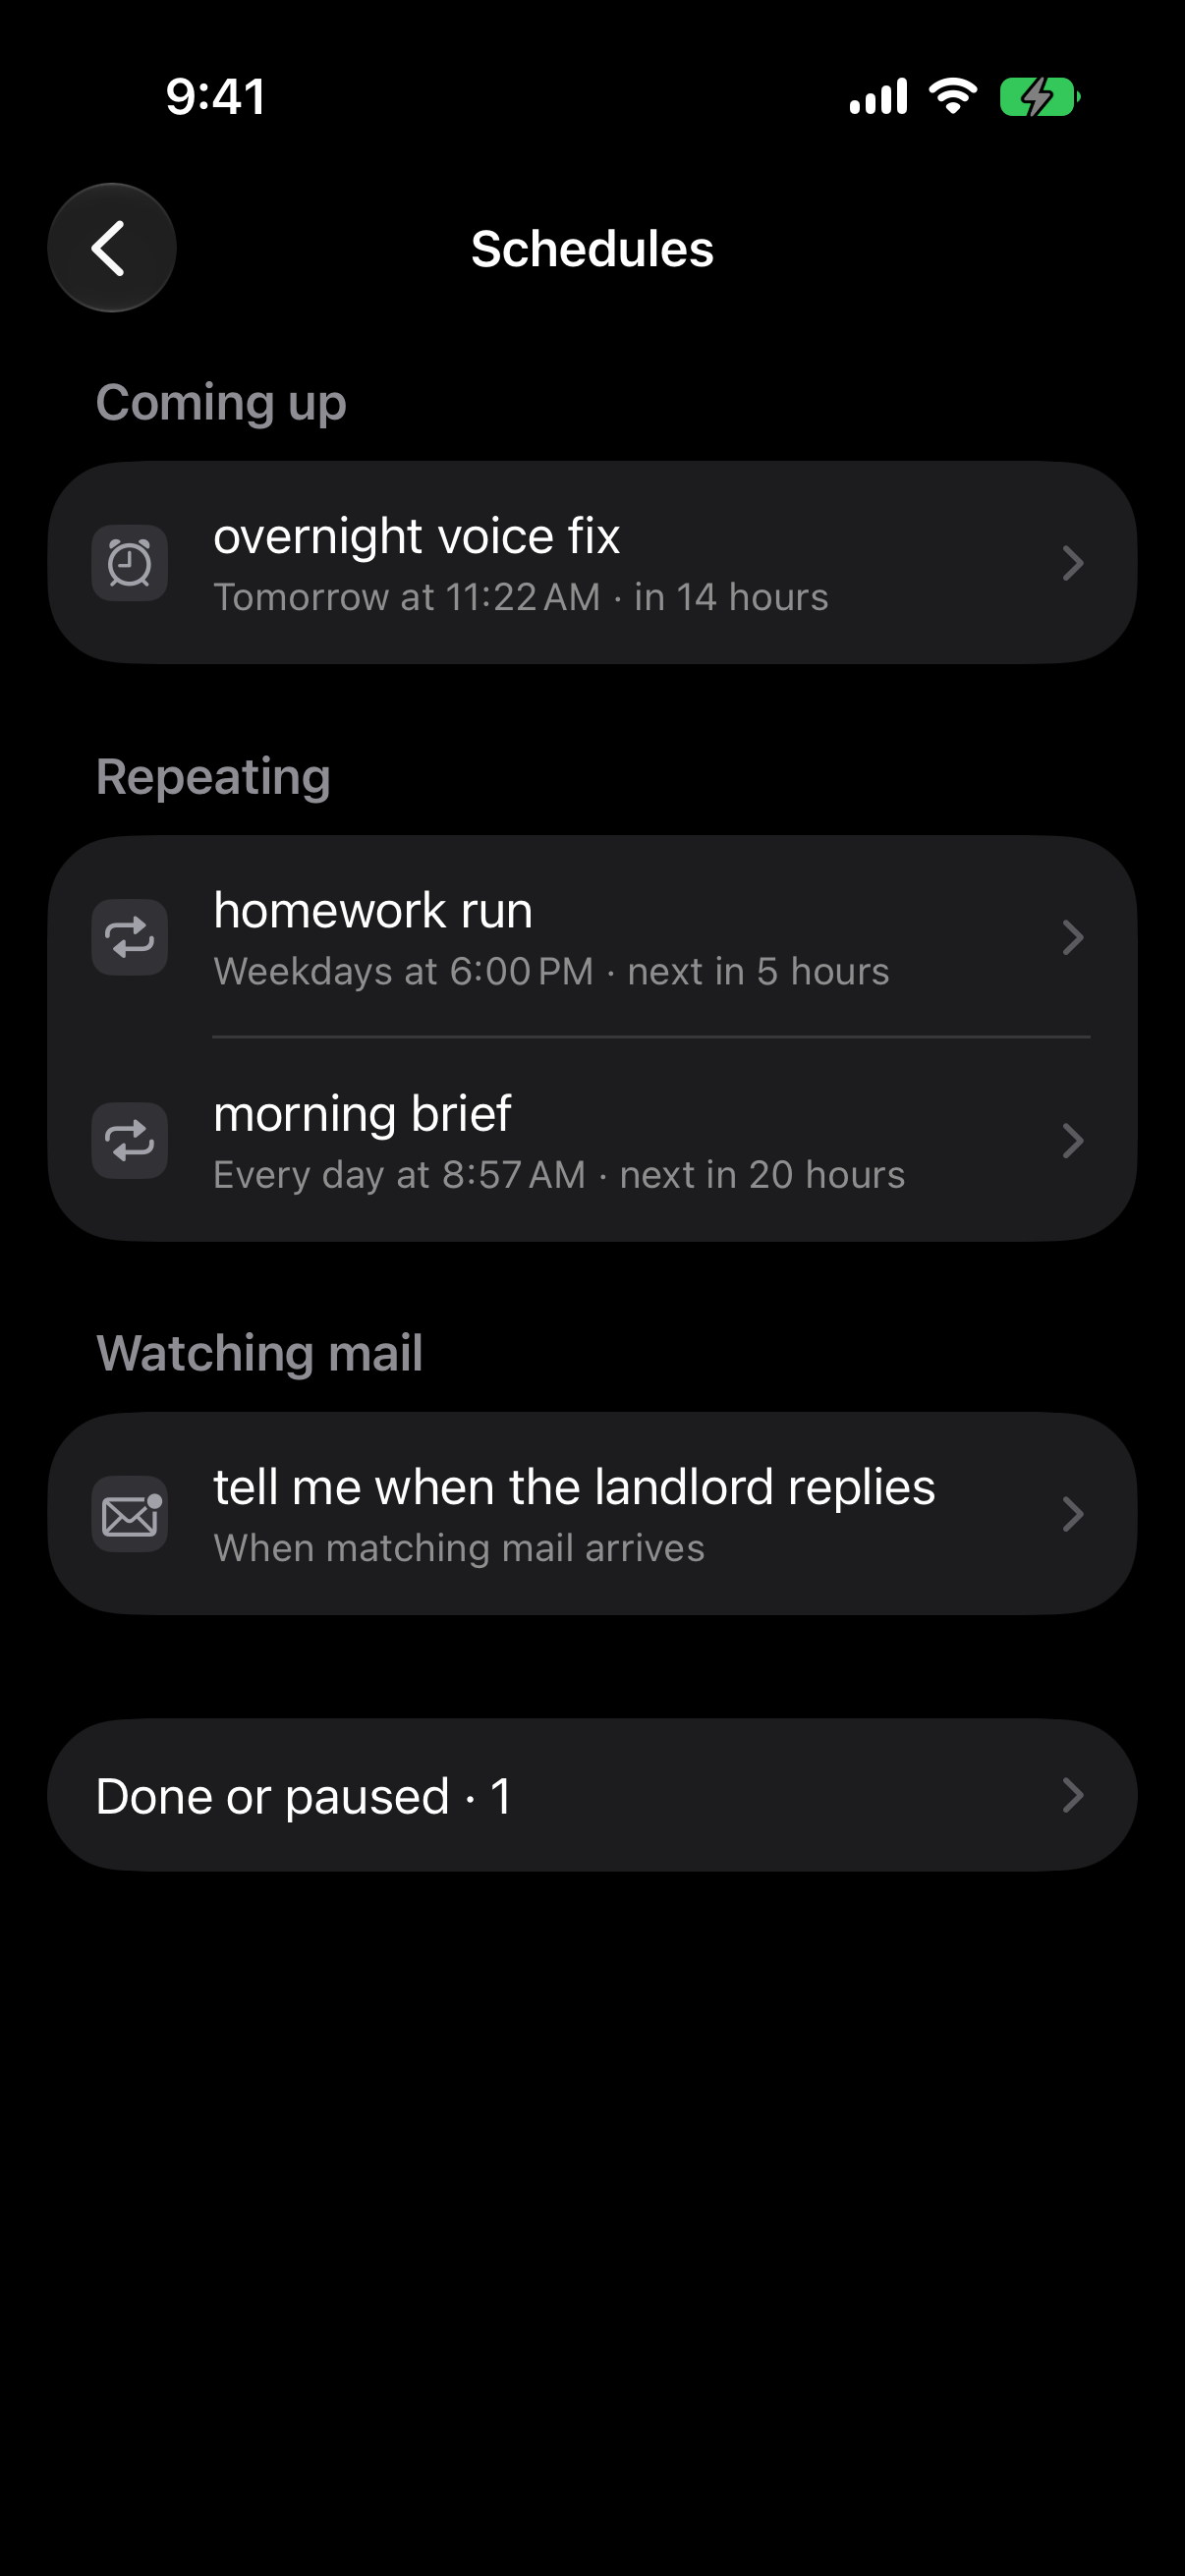 9:41
Schedules
Coming up
overnight voice fix
Tomorrow at 11:22 AM · in 14 hours
Repeating
homework run
Weekdays at 6:00 PM · next in 5 hours
morning brief
Every day at 8:57 AM · next in 20 hours
Watching mail
tell me when the landlord replies
When matching mail arrives
Done or paused · 1